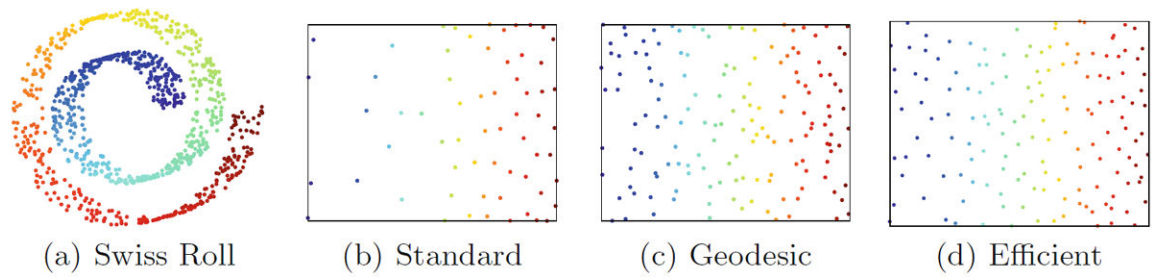 (a) Swiss Roll
(b) Standard
(c) Geodesic
(d) Efficient